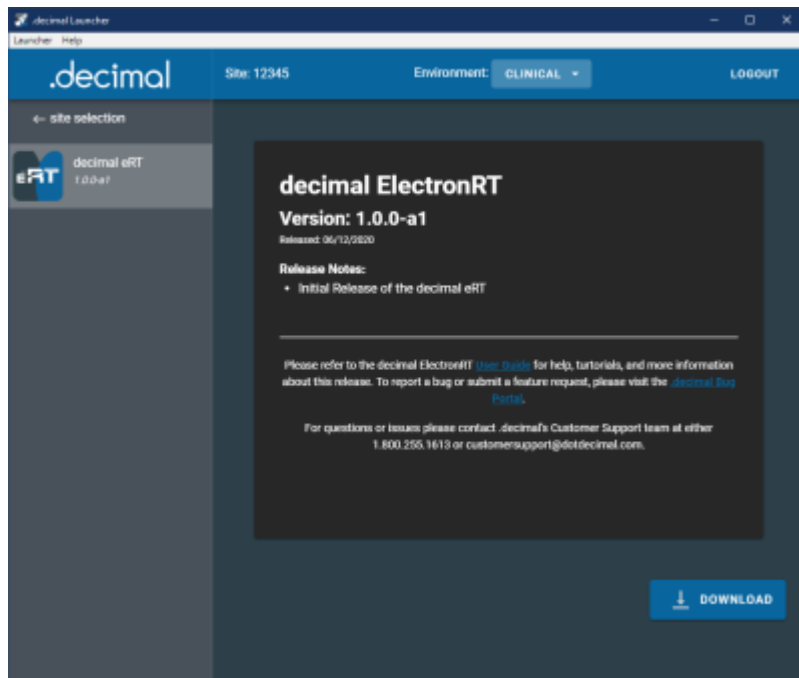 .decimal Launcher
Launcher Help
.decimal
Site: 12345
Environment:
CLINICAL
LOGOUT
← site selection
eRT
decimal eRT
1.0.0-a1
decimal ElectronRT
Version: 1.0.0-a1
Released: 06/12/2020
Release Notes:
• Initial Release of the decimal eRT
Please refer to the decimal ElectronRT User Guide for help, turtorials, and more information
about this release. To report a bug or submit a feature request, please visit the .decimal Bug
Portal.
For questions or issues please contact .decimal's Customer Support team at either
1.800.255.1613 or customersupport@dotdecimal.com.
DOWNLOAD